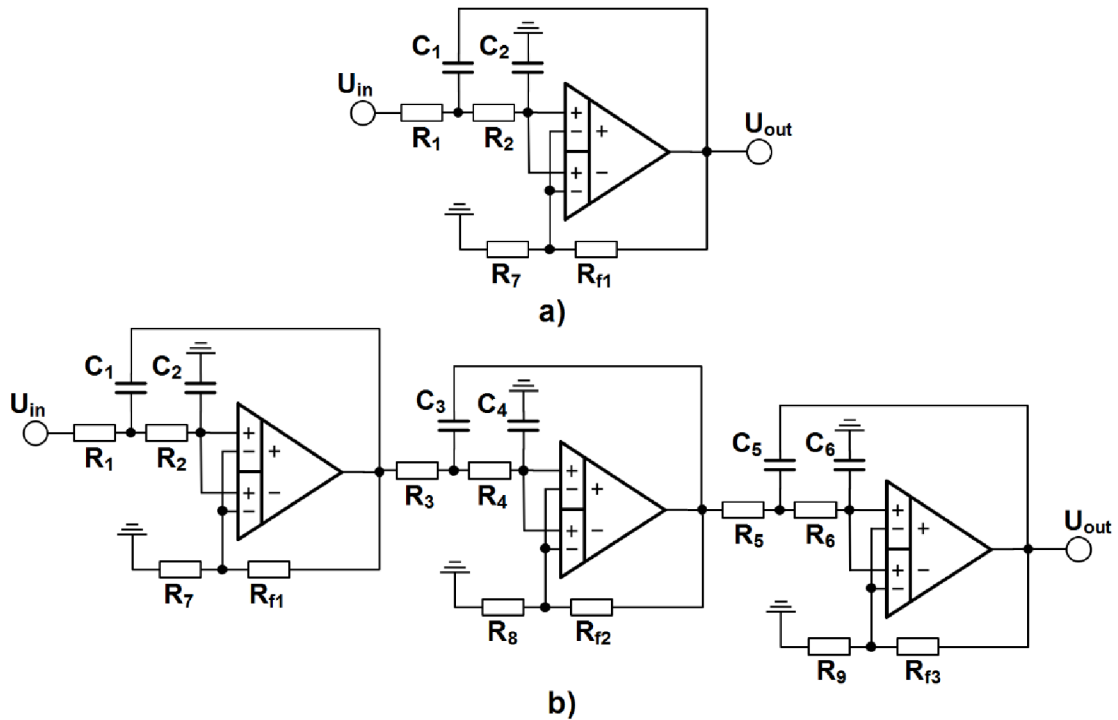 C1 C2
Uin
R1 R2
+
− +
+ −
−
Uout
R7 Rf1
a)
C1 C2
Uin
R1 R2
+
− +
+ −
−
R7 Rf1
C3 C4
R3 R4
+
− +
+ −
−
R8 Rf2
C5 C6
R5 R6
+
− +
+ −
−
Uout
R9 Rf3
b)